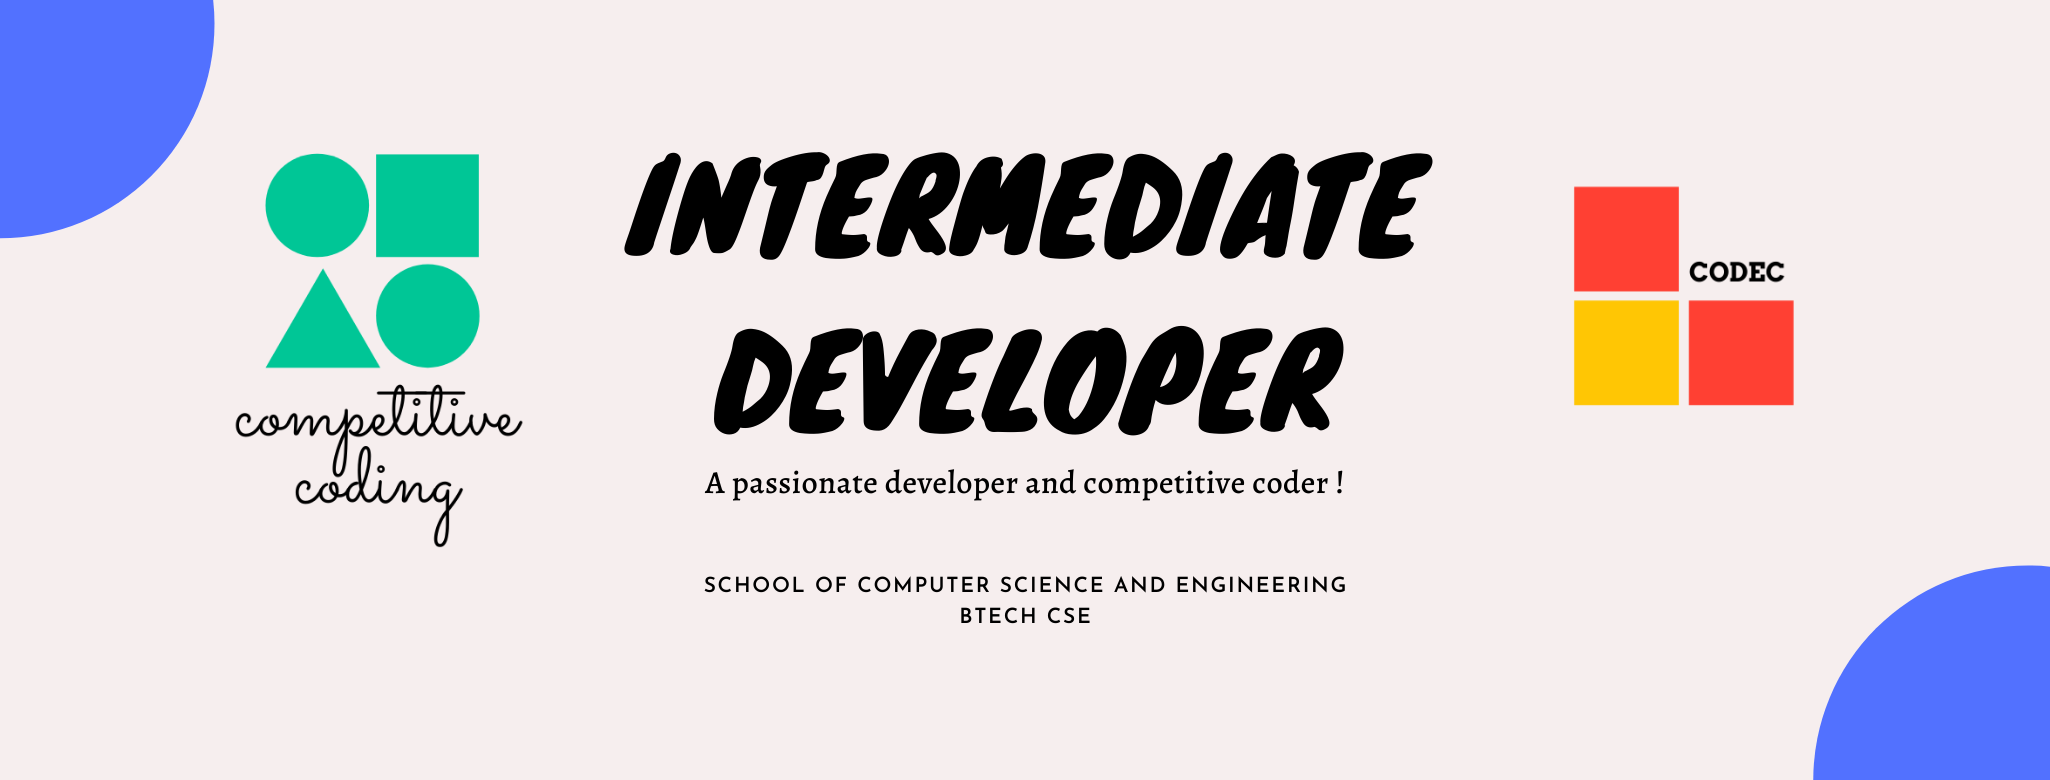 competitive
coding
INTERMEDIATE
DEVELOPER
A passionate developer and competitive coder !
SCHOOL OF COMPUTER SCIENCE AND ENGINEERING
BTECH CSE
CODEC